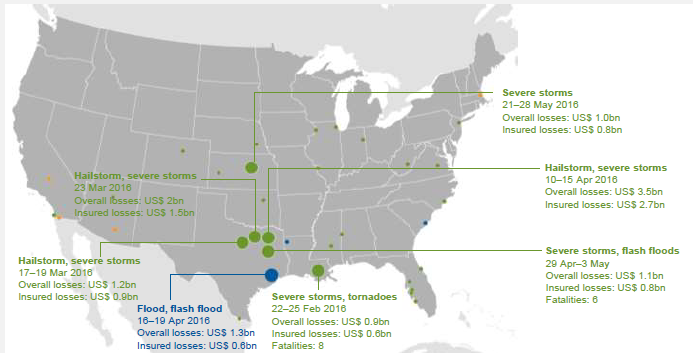 Severe storms
21–28 May 2016
Overall losses: US$ 1.0bn
Insured losses: US$ 0.8bn
Hailstorm, severe storms
10–15 Apr 2016
Overall losses: US$ 3.5bn
Insured losses: US$ 2.7bn
Hailstorm, severe storms
23 Mar 2016
Overall losses: US$ 2bn
Insured losses: US$ 1.5bn
Severe storms, flash floods
29 Apr–3 May
Overall losses: US$ 1.1bn
Insured losses: US$ 0.8bn
Fatalities: 6
Hailstorm, severe storms
17–19 Mar 2016
Overall losses: US$ 1.2bn
Insured losses: US$ 0.9bn
Flood, flash flood
16–19 Apr 2016
Overall losses: US$ 1.3bn
Insured losses: US$ 0.6bn
Severe storms, tornadoes
22–25 Feb 2016
Overall losses: US$ 0.9bn
Insured losses: US$ 0.6bn
Fatalities: 8